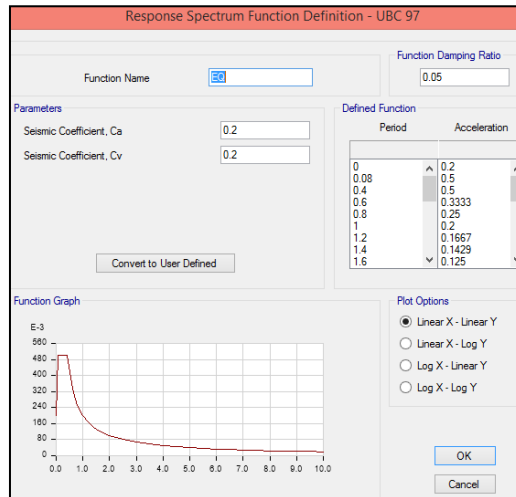 Response Spectrum Function Definition - UBC 97
Function Damping Ratio
Function Name EQ 0.05
Parameters Defined Function
Seismic Coefficient, Ca 0.2 Period Acceleration
Seismic Coefficient, Cv 0.2
0 0.2
0.08 0.5
0.4 0.5
0.6 0.3333
0.8 0.25
1 0.2
1.2 0.1667
1.4 0.1429
1.6 0.125
Convert to User Defined
Function Graph Plot Options
E-3
560
480
400
320
240
160
80
0
0.0 1.0 2.0 3.0 4.0 5.0 6.0 7.0 8.0 9.0 10.0
Linear X - Linear Y
Linear X - Log Y
Log X - Linear Y
Log X - Log Y
OK
Cancel